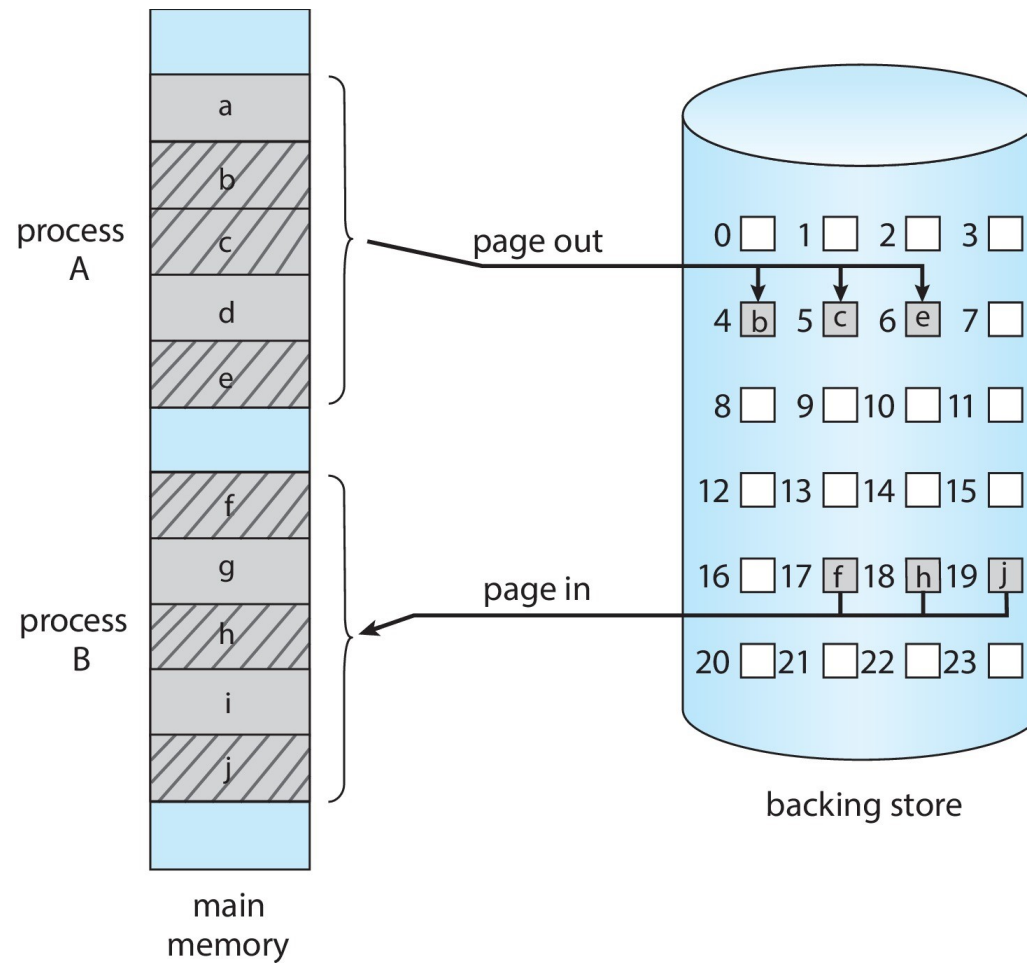 a
b
process
A
c
d
e
page out
0 1 2 3
4 b 5 c 6 e 7
8 9 10 11
12 13 14 15
16 17 f 18 h 19 j
20 21 22 23
f
g
process
B
h
i
j
page in
backing store
main
memory